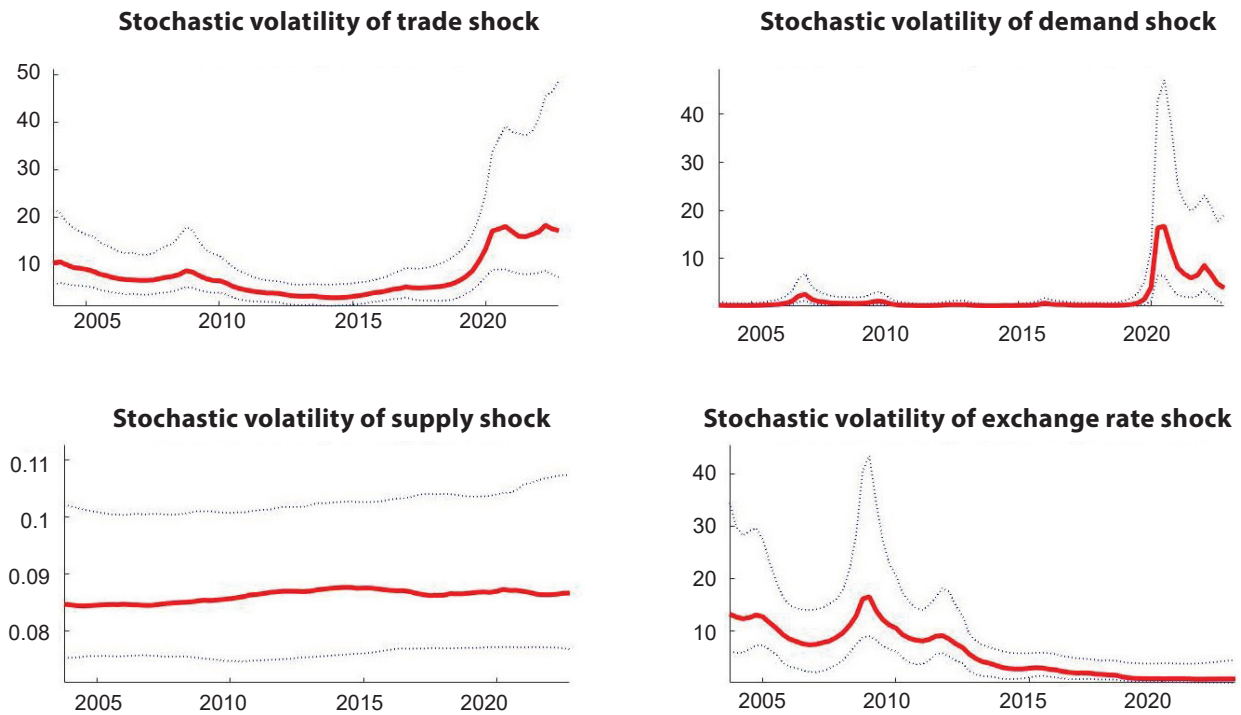 Stochastic volatility of trade shock
50
40
30
20
10
2005 2010 2015 2020
Stochastic volatility of demand shock
40
30
20
10
2005 2010 2015 2020
Stochastic volatility of supply shock
0.11
0.1
0.09
0.08
2005 2010 2015 2020
Stochastic volatility of exchange rate shock
40
30
20
10
2005 2010 2015 2020